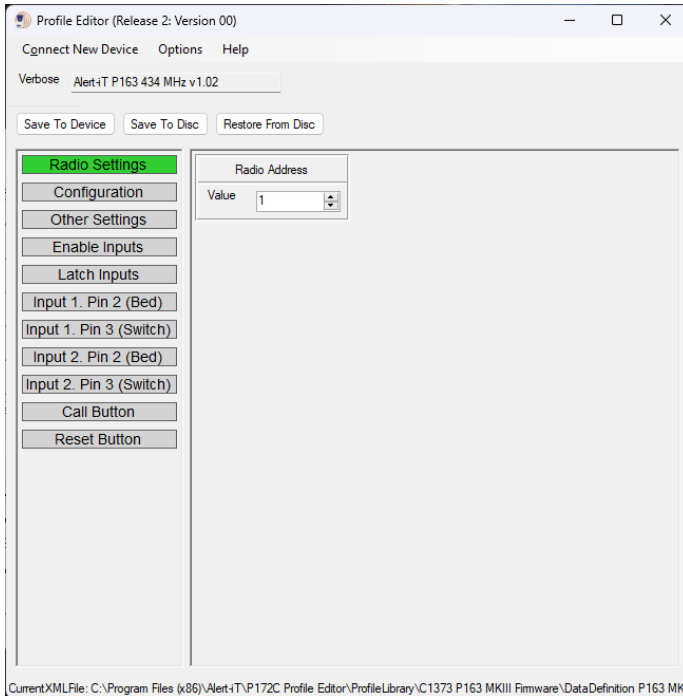 Profile Editor (Release 2: Version 00)
Connect New Device Options Help
Verbose Alert-iT P163 434 MHz v1.02
Save To Device Save To Disc Restore From Disc
Radio Settings
Configuration
Other Settings
Enable Inputs
Latch Inputs
Input 1. Pin 2 (Bed)
Input 1. Pin 3 (Switch)
Input 2. Pin 2 (Bed)
Input 2. Pin 3 (Switch)
Call Button
Reset Button
Radio Address
Value 1
CurrentXMLFile: C:\Program Files (x86)\Alert-iT\P172C Profile Editor\ProfileLibrary\C1373 P163 MKIII Firmware\DataDefinition P163 MK